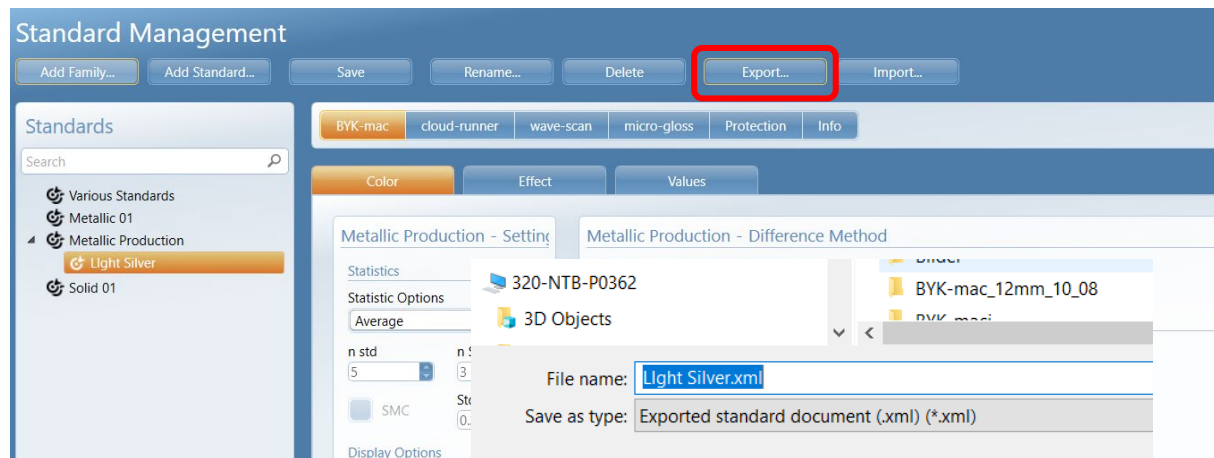 Standard Management
Add Family... Add Standard... Save Rename... Delete Export... Import...
Standards
Search
Various Standards
Metallic 01
Metallic Production
LIght Silver
Solid 01
BYK-mac cloud-runner wave-scan micro-gloss Protection Info
Color Effect Values
Metallic Production - Setting
Metallic Production - Difference Method
Statistics
Statistic Options
Average
n std
5
3
SMC
Display Options
320-NTB-P0362
3D Objects
BYK-mac_12mm_10_08
File name: LIght Silver.xml
Save as type: Exported standard document (.xml) (*.xml)